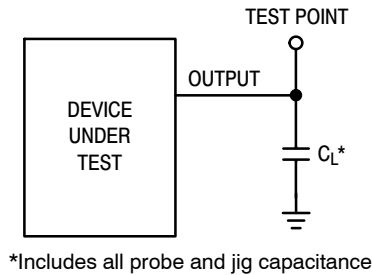 TEST POINT
OUTPUT
DEVICE
UNDER
TEST
CL*
*Includes all probe and jig capacitance